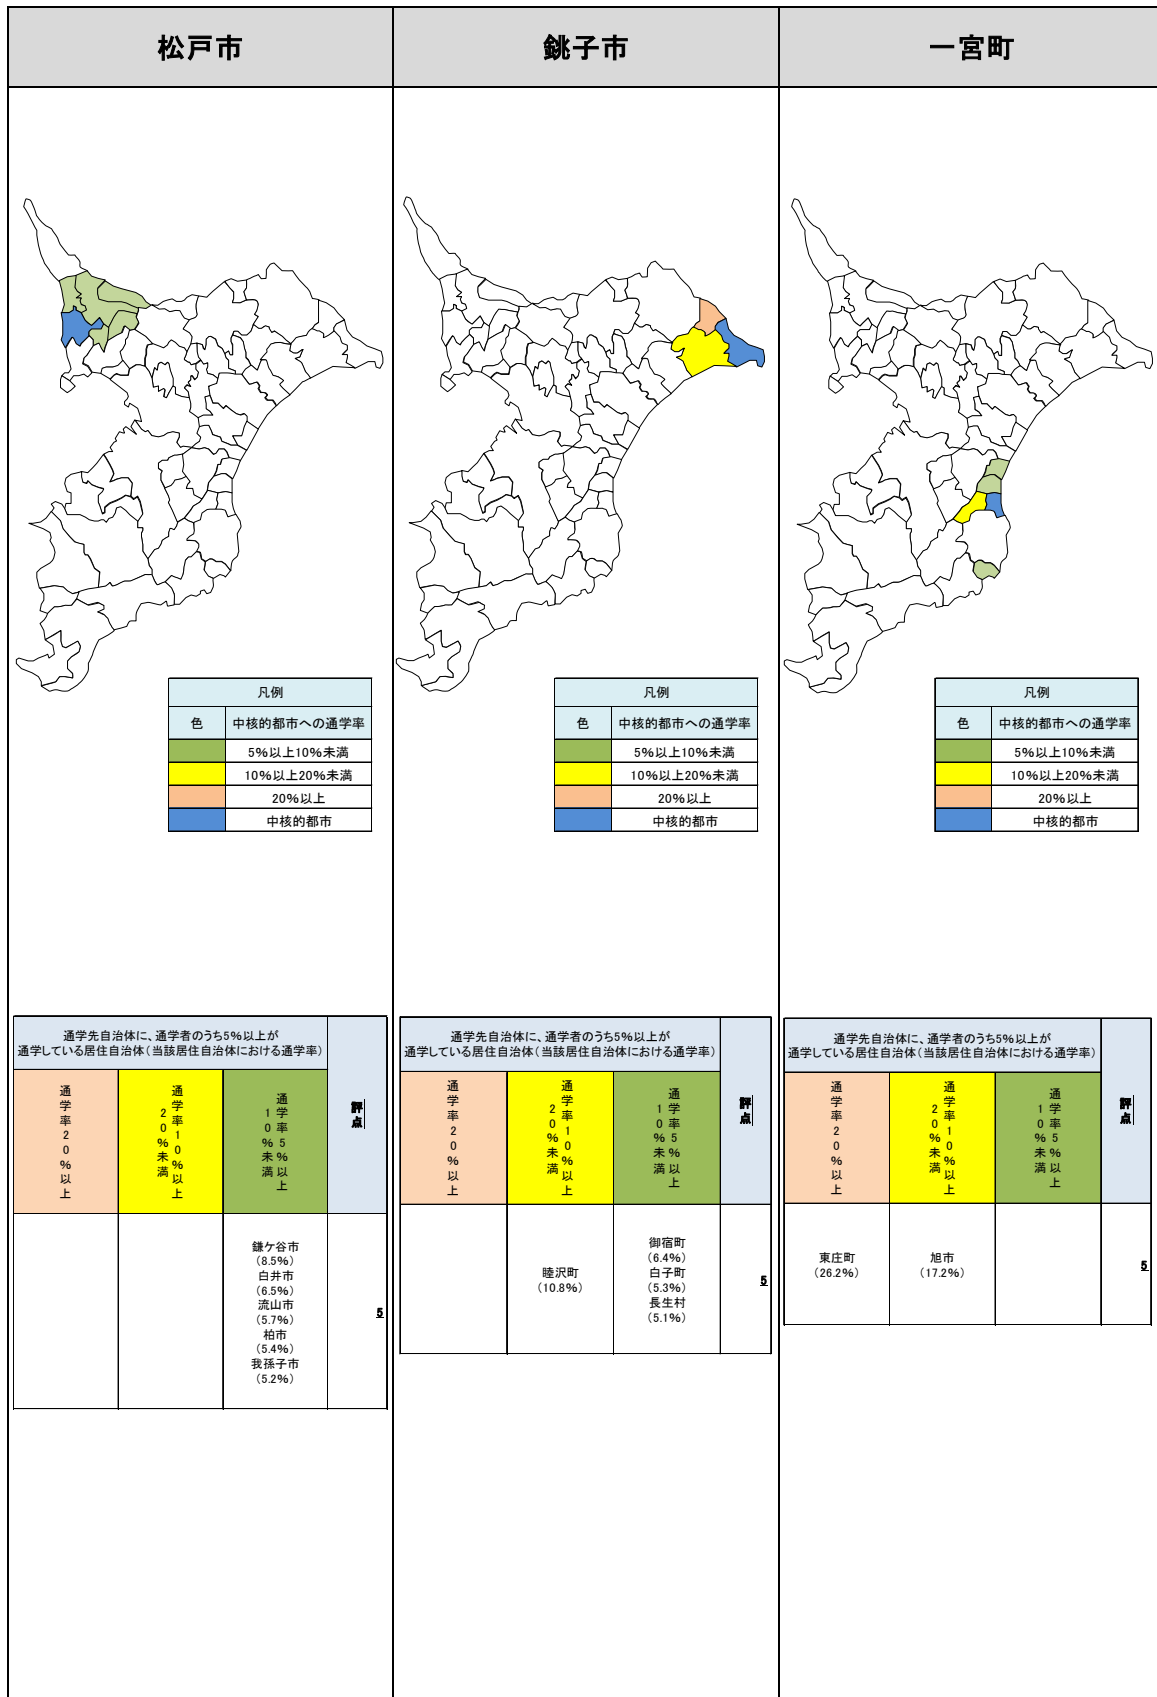 松戸市
銚子市
一宮町
凡例
色 中核的都市への通学率
5%以上10%未満
10%以上20%未満
20%以上
中核的都市
凡例
色 中核的都市への通学率
5%以上10%未満
10%以上20%未満
20%以上
中核的都市
凡例
色 中核的都市への通学率
5%以上10%未満
10%以上20%未満
20%以上
中核的都市
通学先自治体に、通学者のうち5%以上が
通学している居住自治体(当該居住自治体における通学率)
評点
通学率20%以上
通学率10%以上
20%未満
通学率5%以上
10%未満
鎌ケ谷市
(8.5%)
白井市
(6.5%)
流山市
(5.7%)
柏市
(5.4%)
我孫子市
(5.2%)
5
通学先自治体に、通学者のうち5%以上が
通学している居住自治体(当該居住自治体における通学率)
評点
通学率20%以上
通学率10%以上
20%未満
通学率5%以上
10%未満
睦沢町
(10.8%)
御宿町
(6.4%)
白子町
(5.3%)
長生村
(5.1%)
5
通学先自治体に、通学者のうち5%以上が
通学している居住自治体(当該居住自治体における通学率)
評点
通学率20%以上
通学率10%以上
20%未満
通学率5%以上
10%未満
東庄町
(26.2%)
旭市
(17.2%)
5